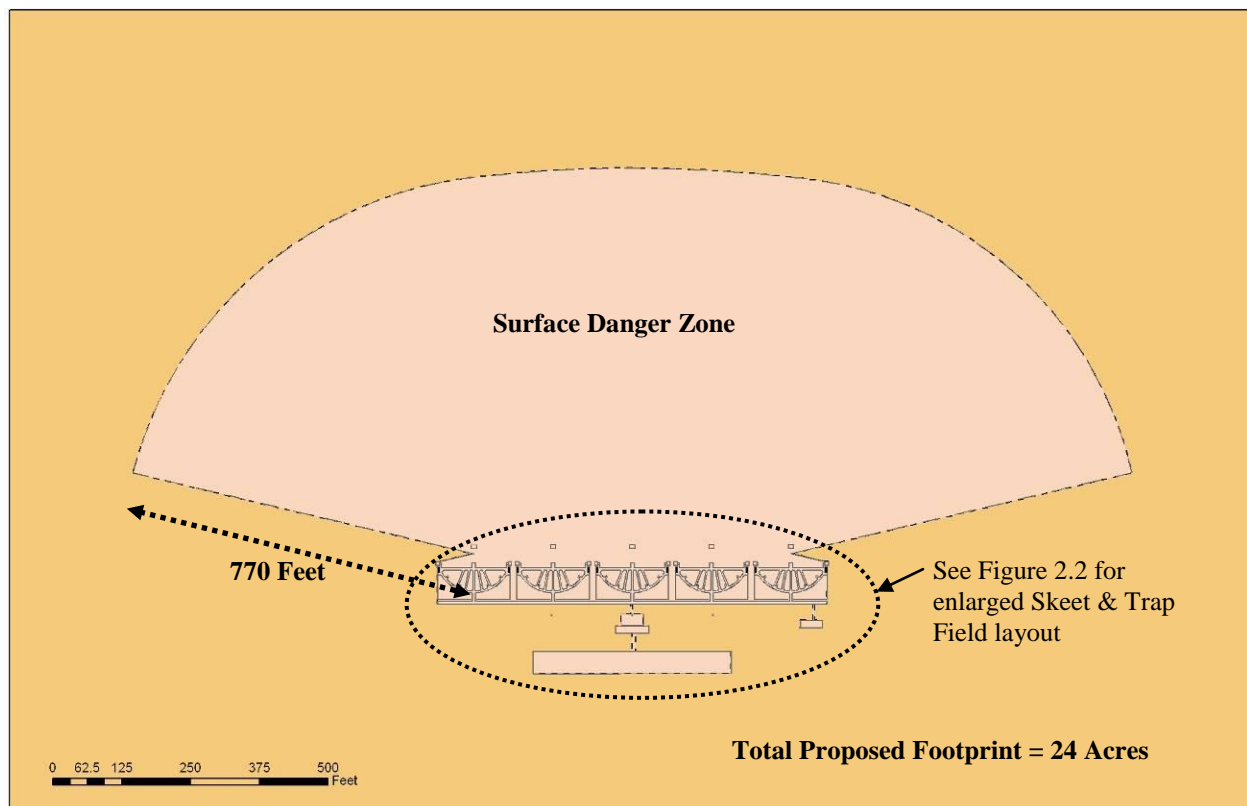 Surface Danger Zone
770 Feet
See Figure 2.2 for
enlarged Skeet & Trap
Field layout
Total Proposed Footprint = 24 Acres
0 62.5 125 250 375 500
Feet